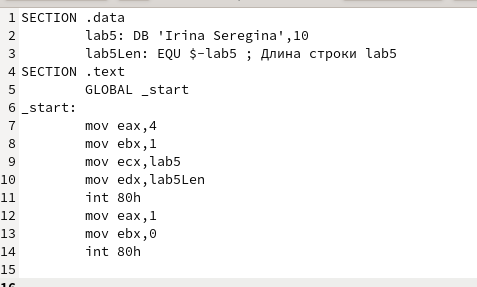 1 SECTION .data
2 lab5: DB 'Irina Seregina',10
3 lab5Len: EQU $-lab5 ; Длина строки lab5
4 SECTION .text
5 GLOBAL _start
6 _start:
7 mov eax,4
8 mov ebx,1
9 mov ecx,lab5
10 mov edx,lab5Len
11 int 80h
12 mov eax,1
13 mov ebx,0
14 int 80h
15
16